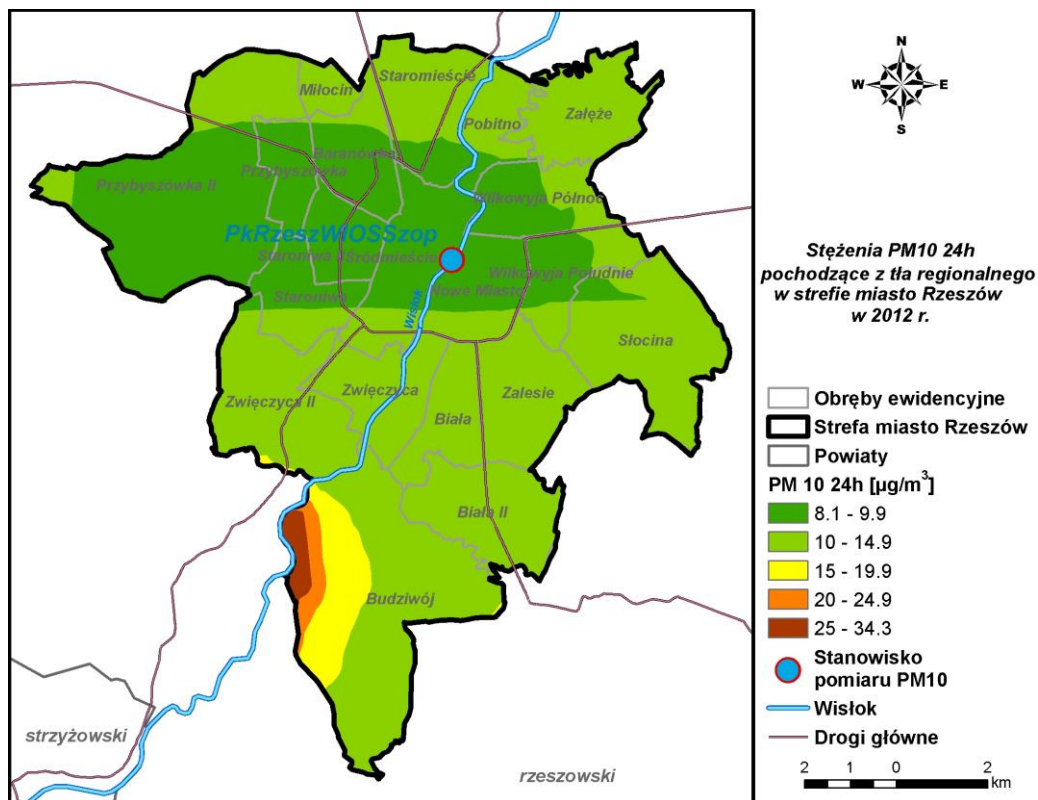 Staromieście
Miłocin
Pobitno
Załęże
Baranówka
Przybyszówka II
Przybyszówka
Wilkowyja Północ
PkRzeszWIOSSzop
Staroniwa
Śródmieście
Wilkowyja Południe
Staroniwa
Nowe Miasto
Wisłok
Słocina
Zwięczyca
Zalesie
Zwięczyca II
Biała
Biała II
Budziwój
strzyżowski
rzeszowski
N
W
E
S
Stężenia PM10 24h
pochodzące z tła regionalnego
w strefie miasto Rzeszów
w 2012 r.
Obręby ewidencyjne
Strefa miasto Rzeszów
Powiaty
PM 10 24h [µg/m³]
8.1 - 9.9
10 - 14.9
15 - 19.9
20 - 24.9
25 - 34.3
Stanowisko
pomiaru PM10
Wisłok
Drogi główne
2 1 0 2
km